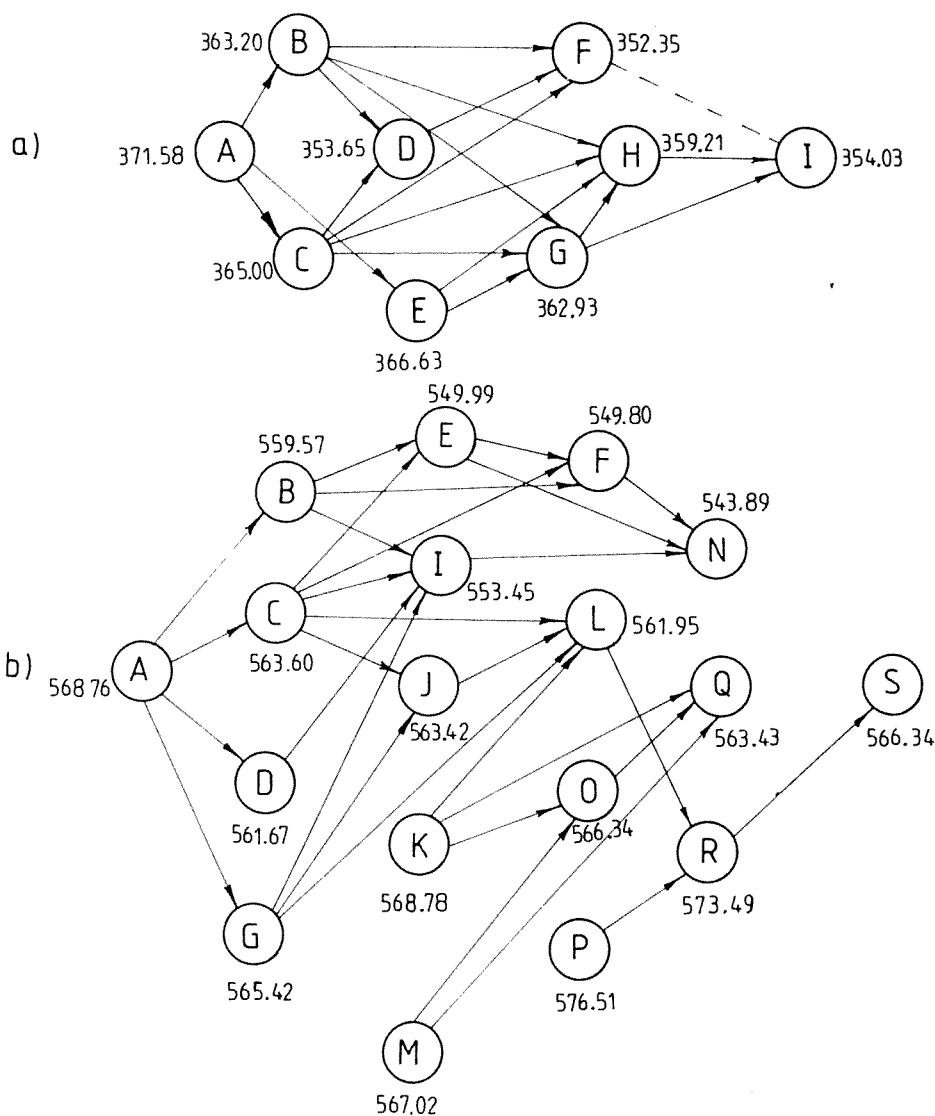 363.20 B F 352.35
a) 371.58 A 353.65 D H 359.21 I 354.03
365.00 C G
E 362.93
366.63
549.99
559.57 E 549.80
B F
543.89
I N
553.45
C L 561.95
563.60
b) 568 76 A J Q S
563.42 563.43 566.34
D O
561.67 566.34
K R
568.78 573.49
G P
565.42 576.51
M
567.02